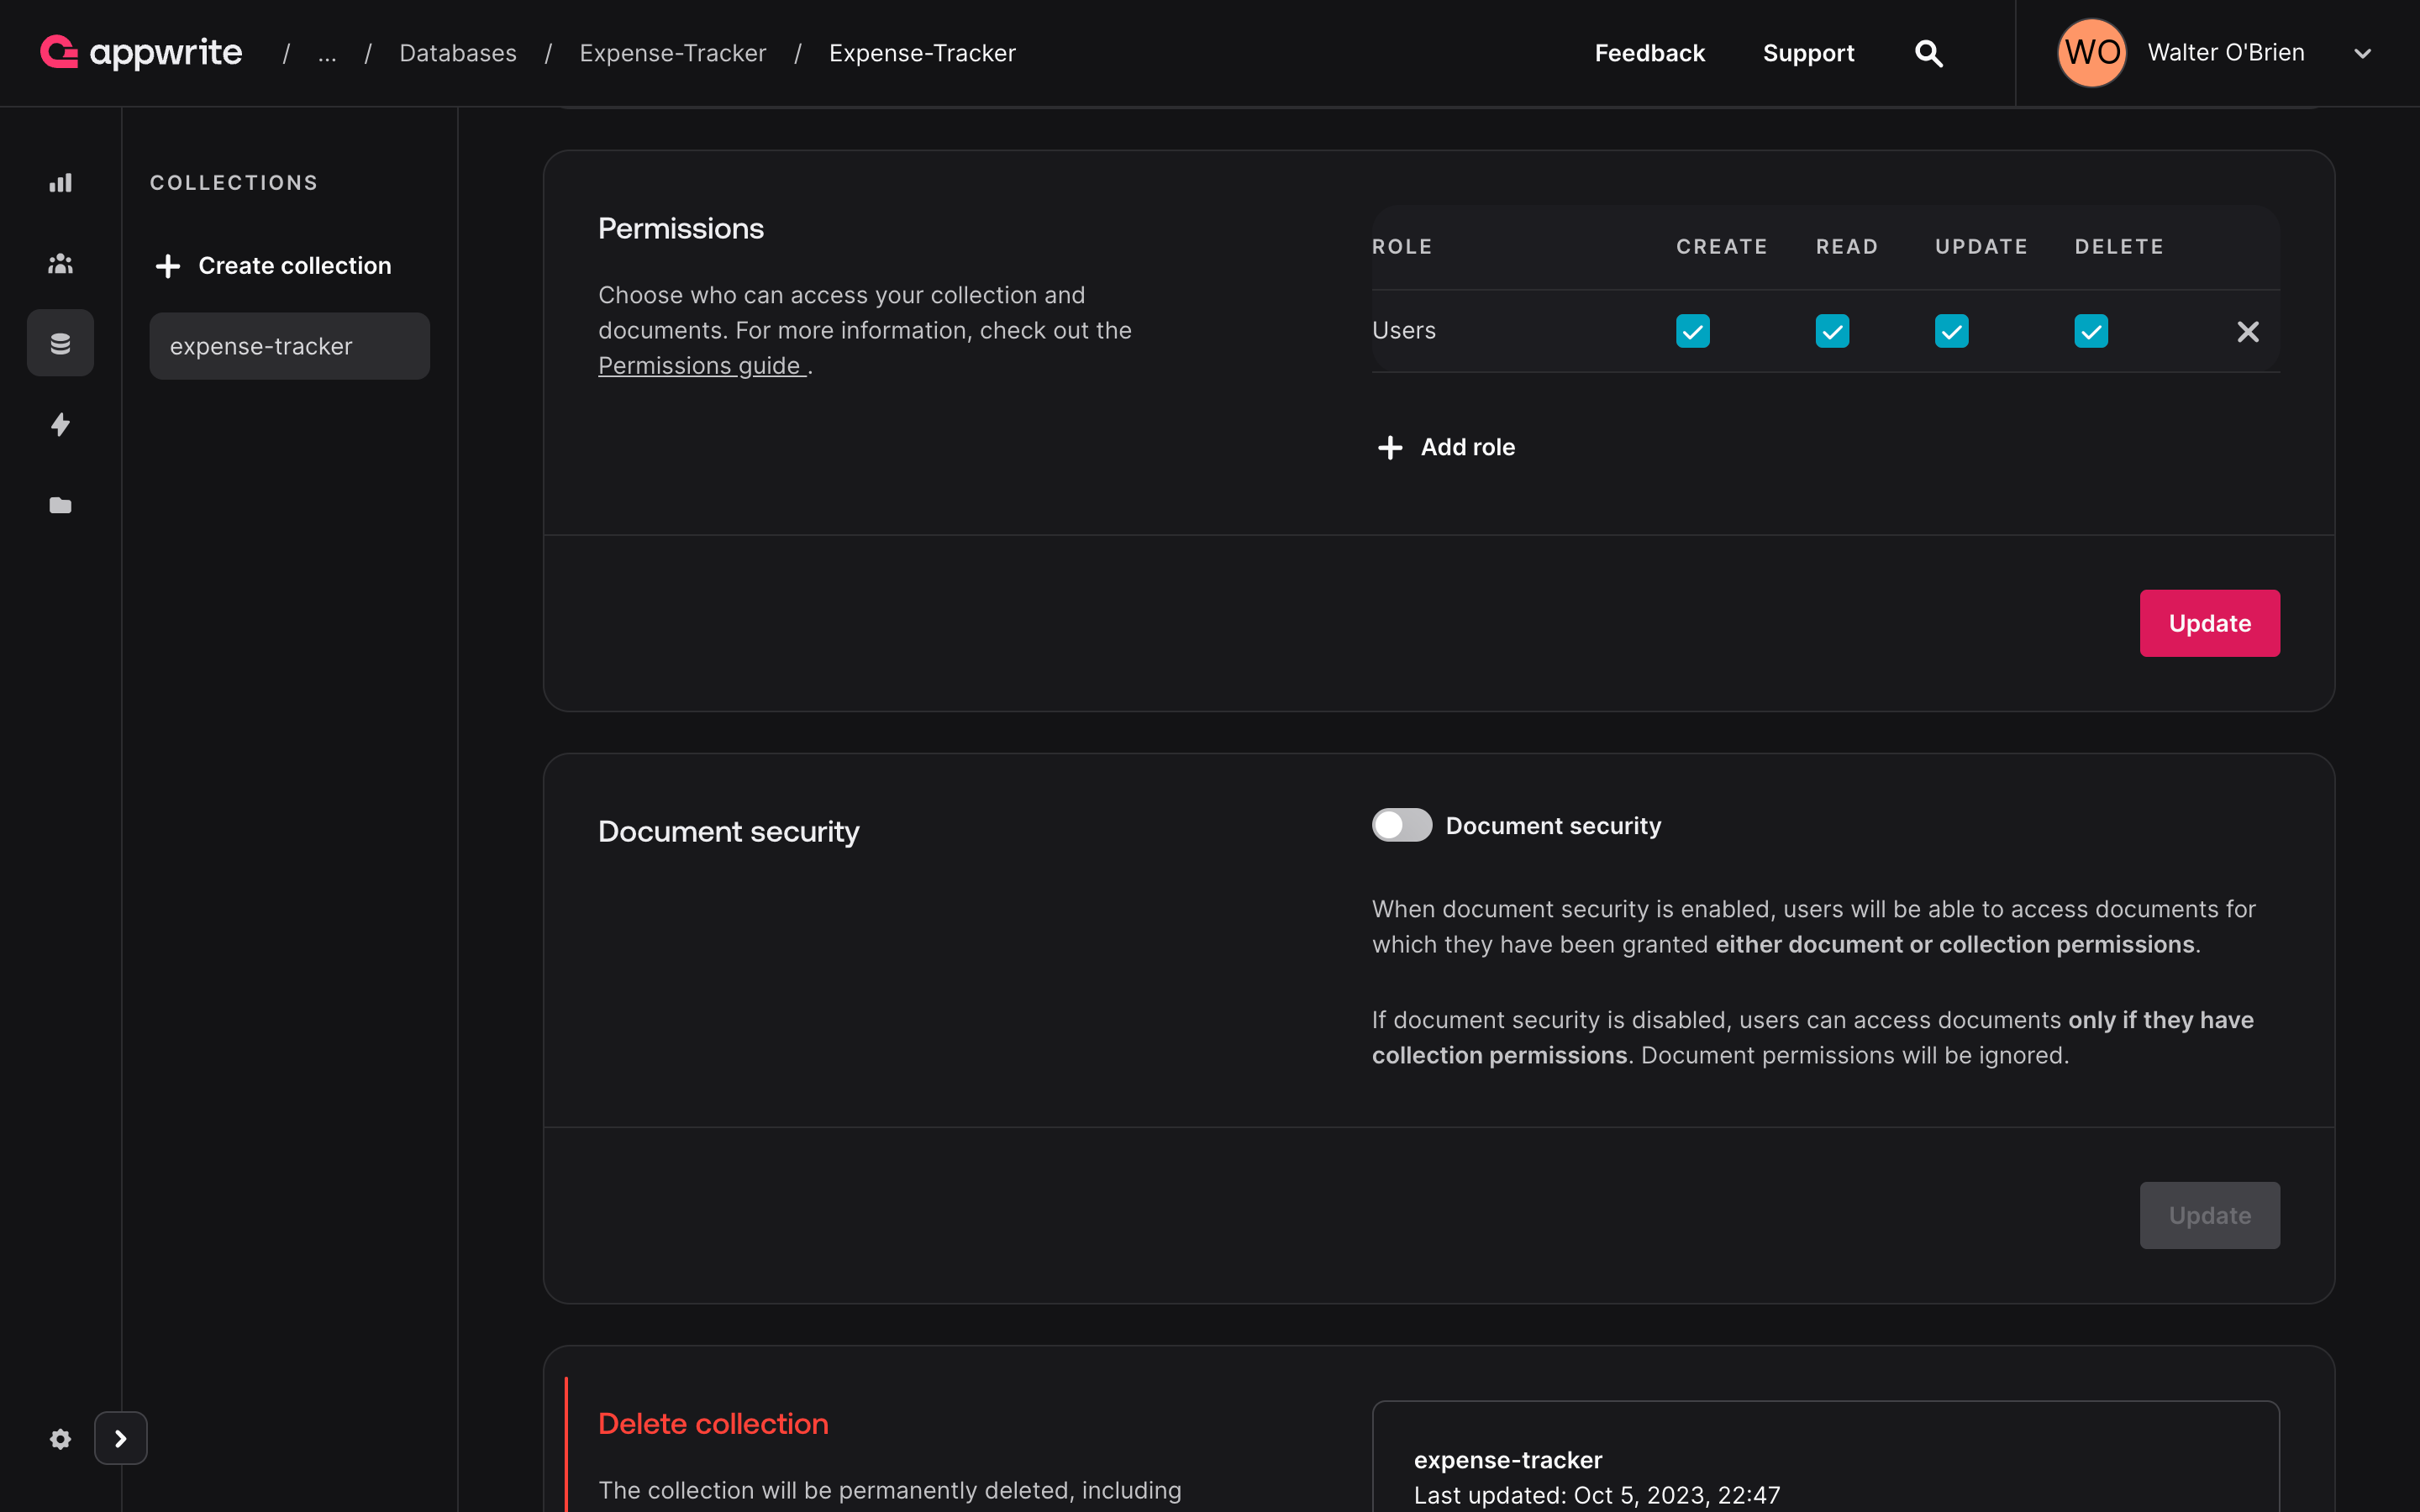 appwrite / ... / Databases / Expense-Tracker / Expense-Tracker
Feedback Support WO Walter O'Brien
COLLECTIONS
Create collection
expense-tracker
Permissions
Choose who can access your collection and
documents. For more information, check out the
Permissions guide .
ROLE CREATE READ UPDATE DELETE
Users
Add role
Update
Document security
Document security
When document security is enabled, users will be able to access documents for
which they have been granted either document or collection permissions.
If document security is disabled, users can access documents only if they have
collection permissions. Document permissions will be ignored.
Update
Delete collection
The collection will be permanently deleted, including
expense-tracker
Last updated: Oct 5, 2023, 22:47